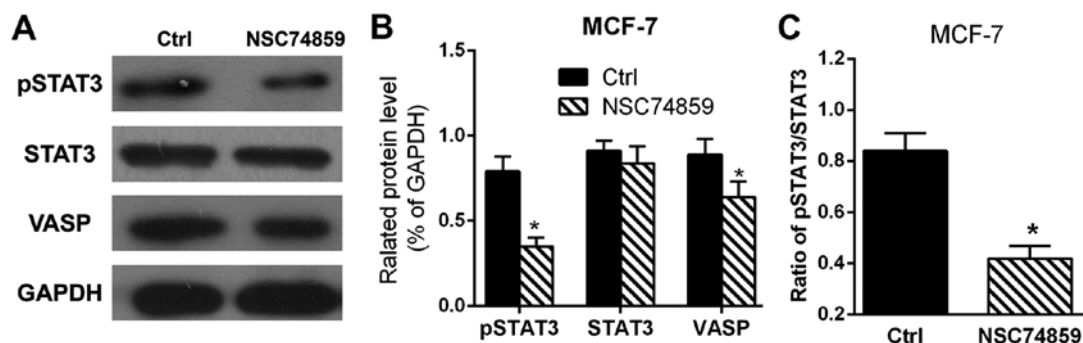 A
Ctrl NSC74859
pSTAT3
STAT3
VASP
GAPDH
B
MCF-7
Ctrl
NSC74859
Ralated protein level
(% of GAPDH)
1.5
1.0
0.5
0.0
* *
pSTAT3 STAT3 VASP
C
MCF-7
Ratio of pSTAT3/STAT3
1.2
1.0
0.8
0.6
0.4
0.2
*
Ctrl NSC74859